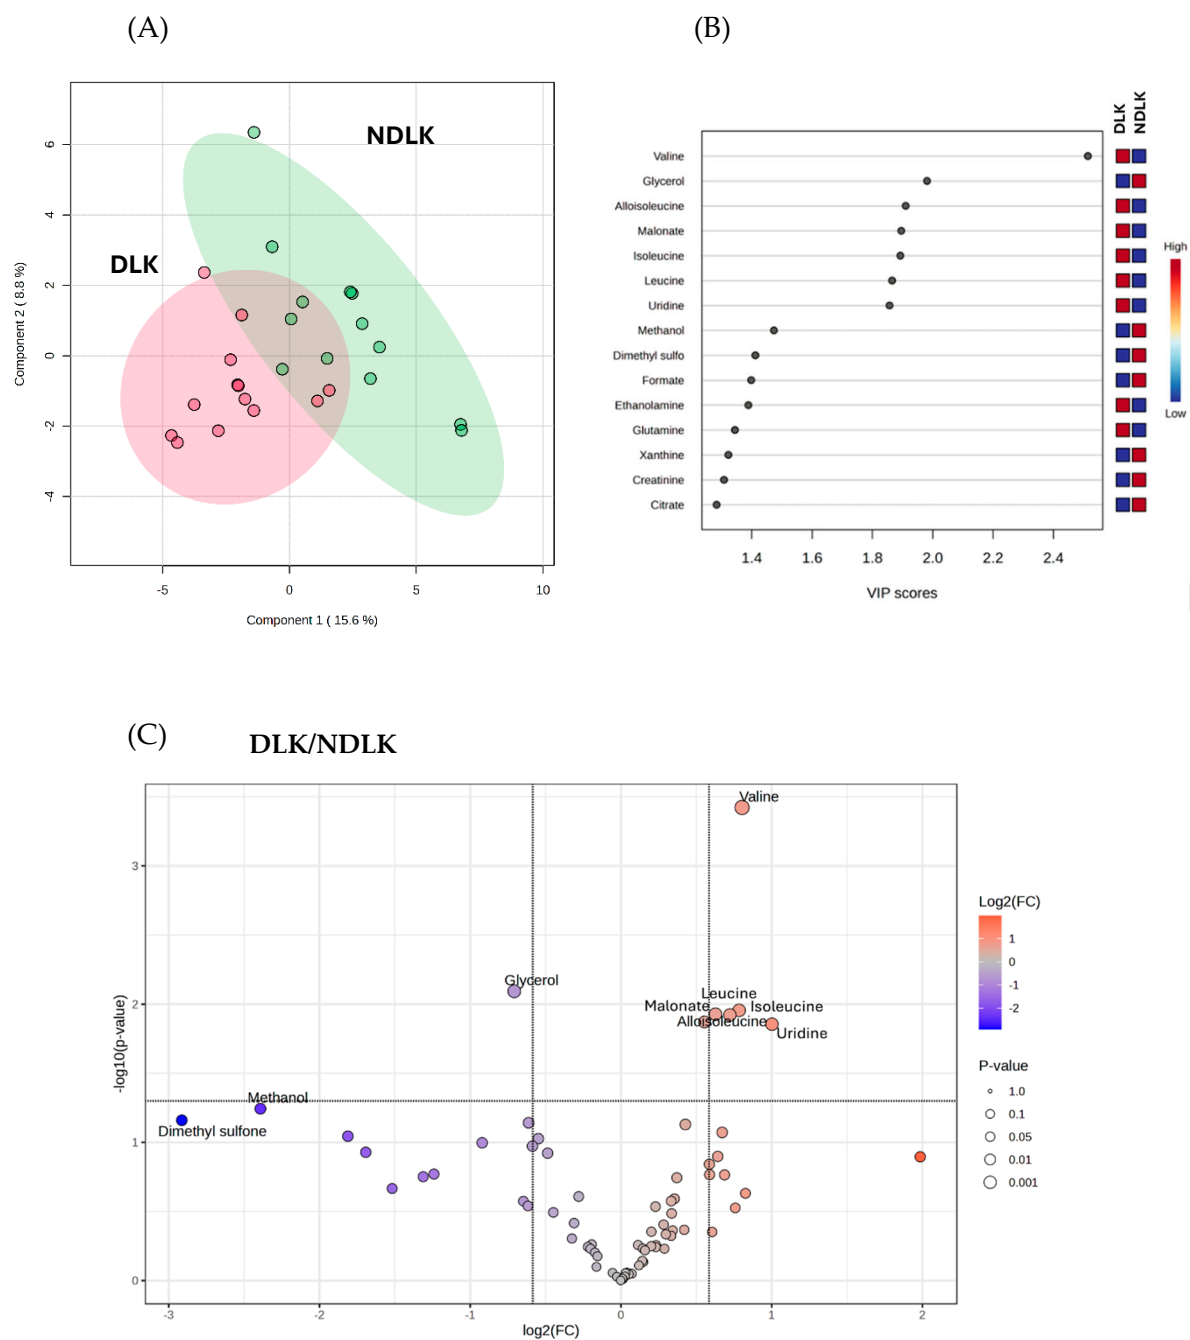 (A)
NDLK
DLK
6
4
2
0
-2
-4
Component 2 ( 8.8 %)
-5
0
5
10
Component 1 ( 15.6 %)
(B)
DLK
NDLK
Valine
Glycerol
Alloisoleucine
Malonate
Isoleucine
Leucine
Uridine
Methanol
Dimethyl sulfo
Formate
Ethanolamine
Glutamine
Xanthine
Creatinine
Citrate
High
Low
1.4
1.6
1.8
2.0
2.2
2.4
VIP scores
(C)
DLK/NDLK
Valine
Glycerol
Leucine
Malonate
Isoleucine
Alloisoleucine
Uridine
Methanol
Dimethyl sulfone
3
2
1
0
-log10(p-value)
-3
-2
-1
0
1
2
log2(FC)
Log2(FC)
1
0
-1
-2
P-value
1.0
0.1
0.05
0.01
0.001